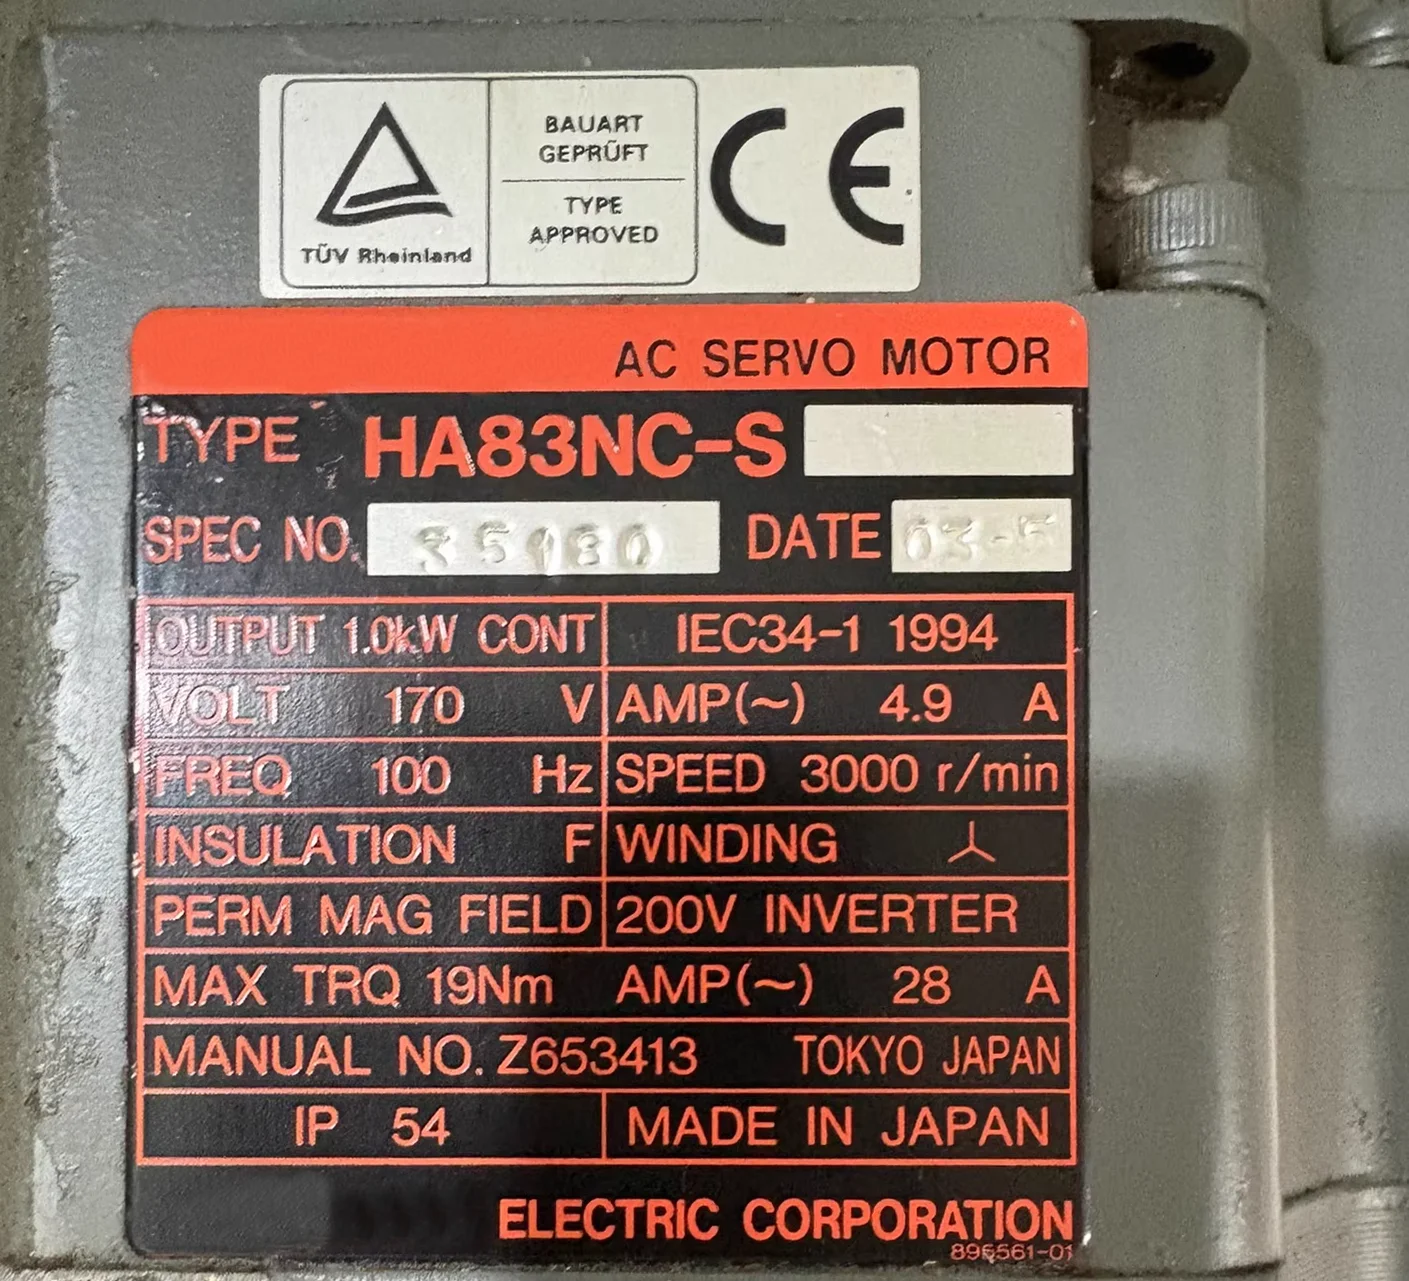 TÜV Rheinland
BAUART
GEPRÜFT
TYPE
APPROVED
CE
AC SERVO MOTOR
TYPE HA83NC-S
SPEC NO. DATE
OUTPUT 1.0kW CONT IEC34-1 1994
VOLT 170 V AMP(~) 4.9 A
FREQ 100 Hz SPEED 3000 r/min
INSULATION F WINDING
PERM MAG FIELD 200V INVERTER
MAX TRQ 19Nm AMP(~) 28 A
MANUAL NO. Z653413 TOKYO JAPAN
IP 54 MADE IN JAPAN
ELECTRIC CORPORATION
896561-01